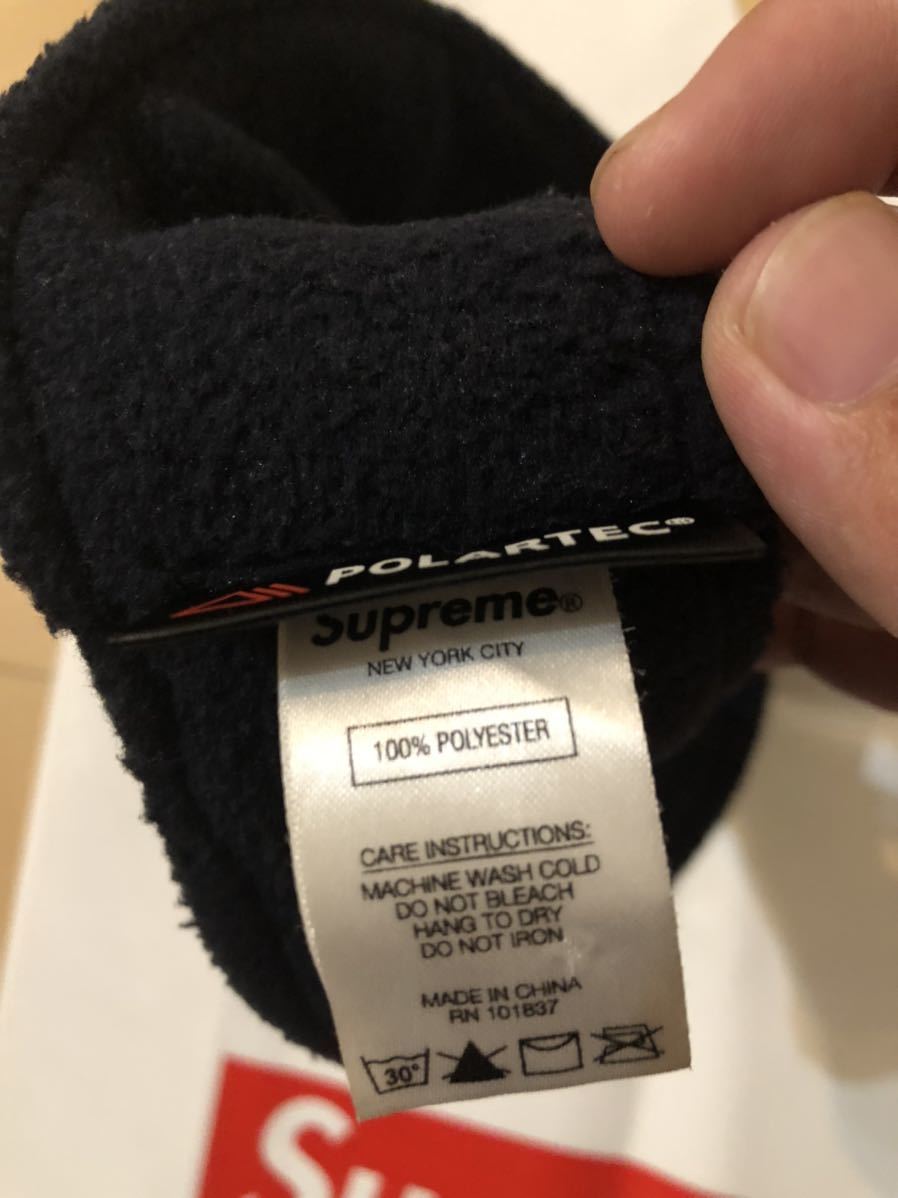 POLARTEC®
Supreme®
NEW YORK CITY
100% POLYESTER
CARE INSTRUCTIONS:
MACHINE WASH COLD
DO NOT BLEACH
HANG TO DRY
DO NOT IRON
MADE IN CHINA
RN 101837
30°
Su